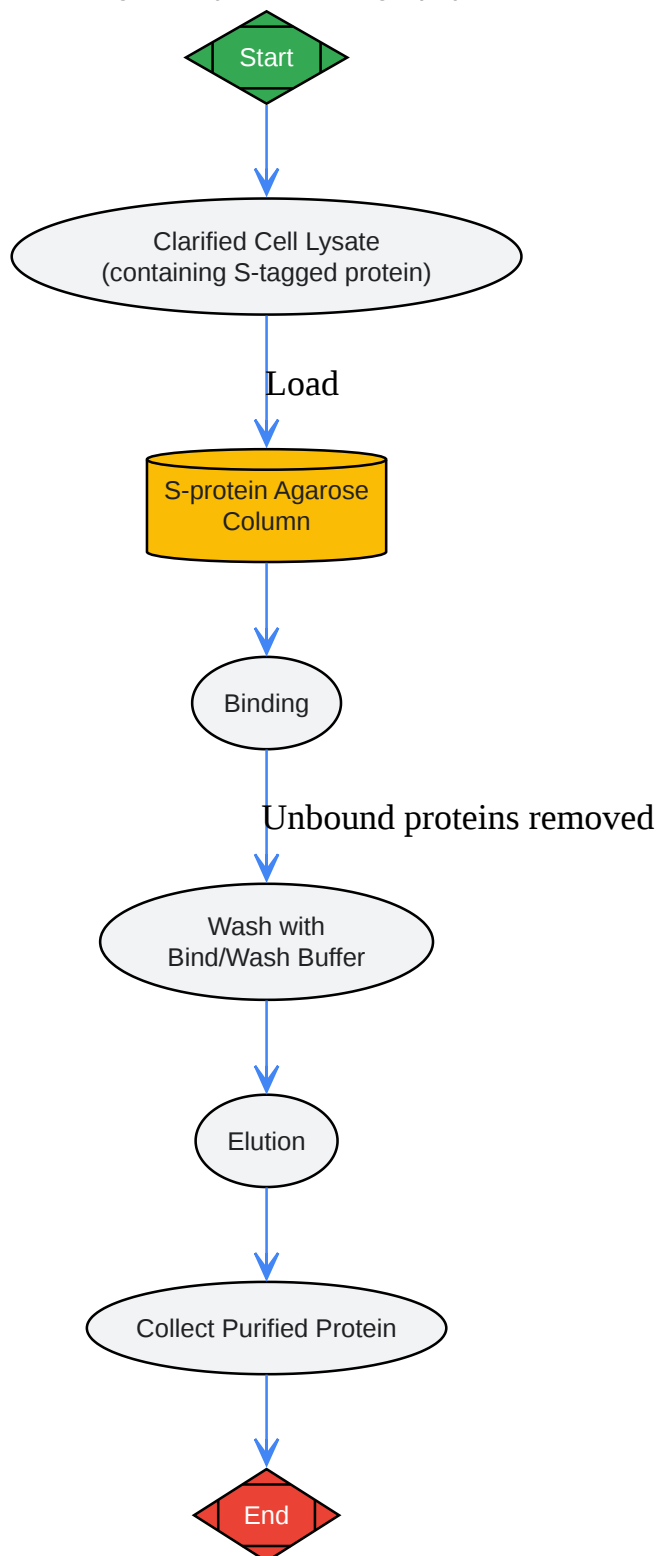 Start
Clarified Cell Lysate
(containing S-tagged protein)
Load
S-protein Agarose
Column
Binding
Unbound proteins removed
Wash with
Bind/Wash Buffer
Elution
Collect Purified Protein
End